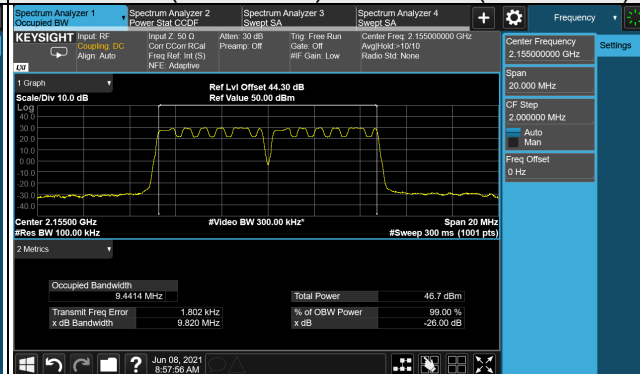 Spectrum Analyzer 1
Occupied BW
Spectrum Analyzer 2
Power Stat CCDF
Spectrum Analyzer 3
Swept SA
Spectrum Analyzer 4
Swept SA
+
Frequency
KEYSIGHT
LXI
Input: RF
Coupling: DC
Align: Auto
Input Z: 50 Ω
Corr CCorr RCal
Freq Ref: Int (S)
NFE: Adaptive
Atten: 30 dB
Preamp: Off
Trig: Free Run
Gate: Off
#IF Gain: Low
Center Freq: 2.155000000 GHz
Avg|Hold:>10/10
Radio Std: None
Center Frequency
2.155000000 GHz
Settings
Span
20.000 MHz
CF Step
2.000000 MHz
Auto
Man
Freq Offset
0 Hz
1 Graph
Scale/Div 10.0 dB
Ref Lvl Offset 44.30 dB
Ref Value 50.00 dBm
Log
40.0
30.0
20.0
10.0
0.00
-10.0
-20.0
-30.0
-40.0
Center 2.15500 GHz
#Video BW 300.00 kHz*
Span 20 MHz
#Res BW 100.00 kHz
#Sweep 300 ms (1001 pts)
2 Metrics
Occupied Bandwidth
9.4414 MHz
Total Power 46.7 dBm
Transmit Freq Error 1.802 kHz
% of OBW Power 99.00 %
x dB Bandwidth 9.820 MHz
x dB -26.00 dB
?
Jun 08, 2021
8:57:56 AM